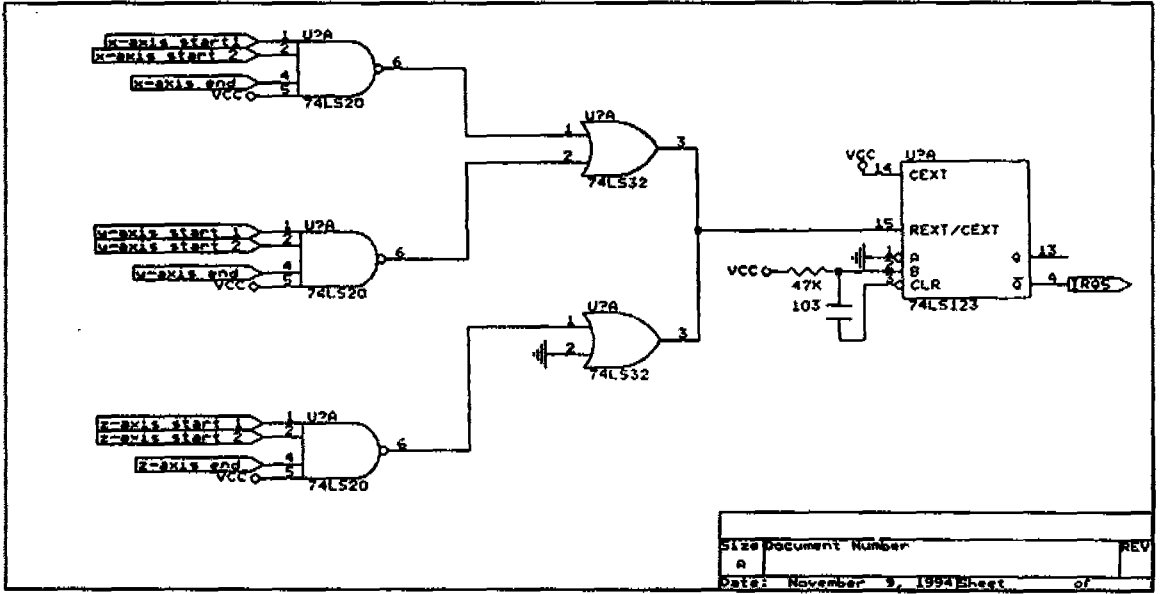 x-axis start1 1 U?A
x-axis start 2 2
x-axis end 4
VCC 5
6
74LS20
y-axis start 1 1 U?A
y-axis start 2 2
y-axis end 4
VCC 5
6
74LS20
z-axis start 1 1 U?A
z-axis start 2 2
z-axis end 4
VCC 5
6
74LS20
U?A
1
2
3
74LS32
U?A
1
2
3
74LS32
VCC
14
U?A
CEXT
15 REXT/CEXT
1 A
B
CLR
VCC
47K
103
Q 13
Q̅ 4
IRQ5
74LS123
Size Document Number REV
A
Date: November 9, 1994 Sheet of